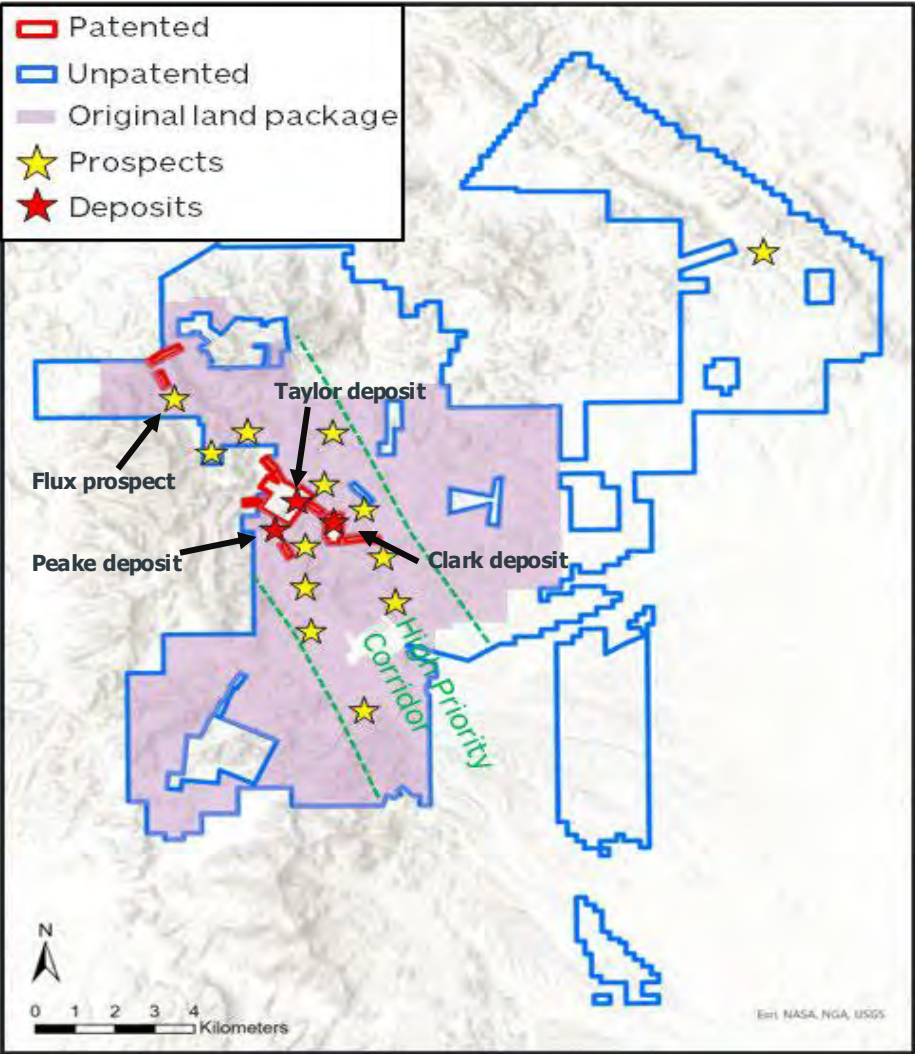 Patented
Unpatented
Original land package
Prospects
Deposits
Taylor deposit
Flux prospect
Peake deposit
Clark deposit
High Priority
Corridor
N
0 1 2 3 4
Kilometers
Esri, NASA, NGA, USGS